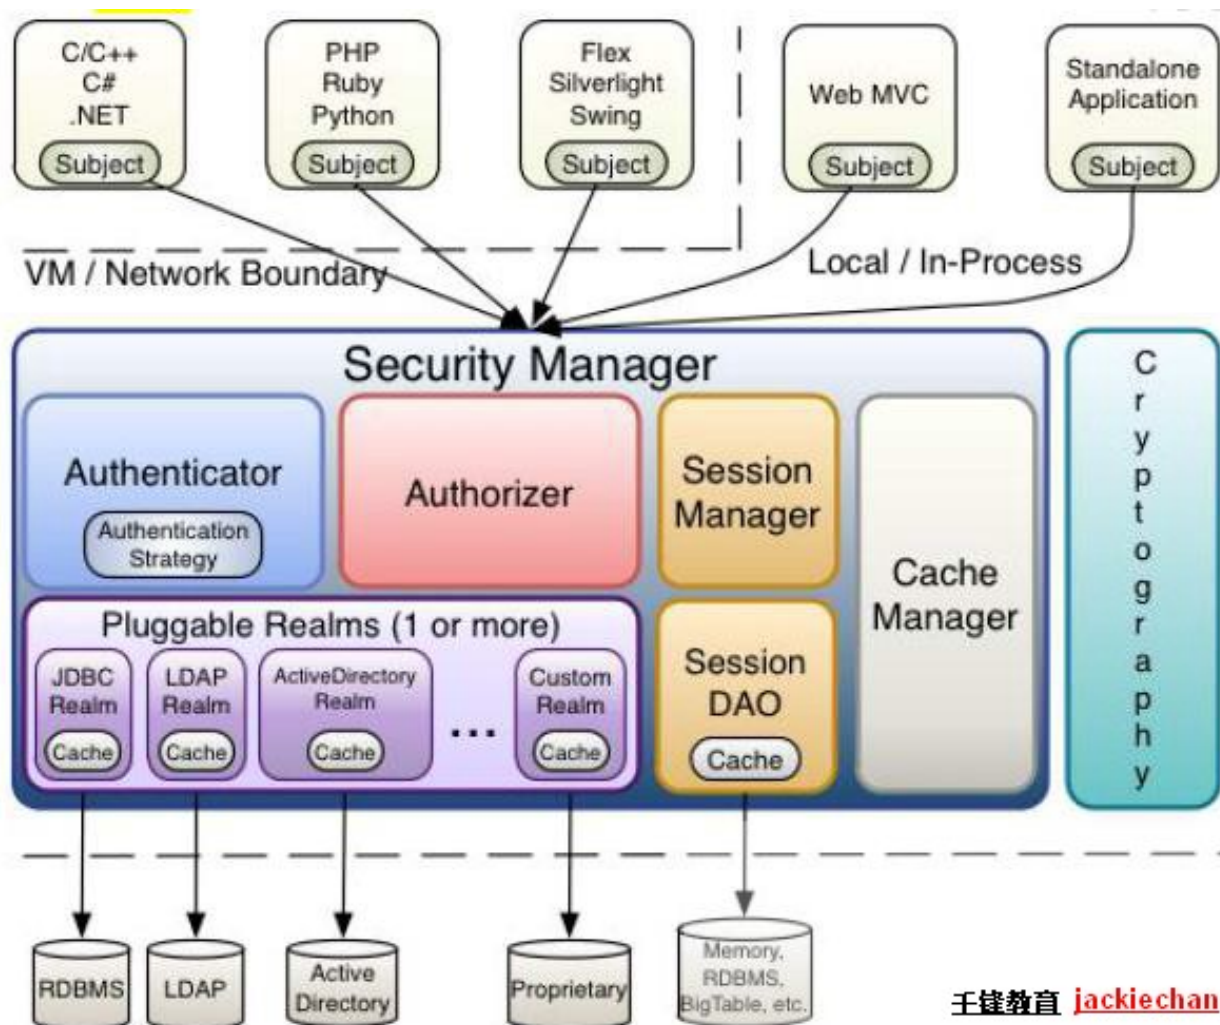 C/C++
C#
.NET
Subject
PHP
Ruby
Python
Subject
Flex
Silverlight
Swing
Subject
Web MVC
Subject
Standalone
Application
Subject
VM / Network Boundary
Local / In-Process
Security Manager
Authenticator
Authentication
Strategy
Authorizer
Session
Manager
Cache
Manager
Cryptography
Pluggable Realms (1 or more)
JDBC
Realm
Cache
LDAP
Realm
Cache
ActiveDirectory
Realm
Cache
...
Custom
Realm
Cache
Session
DAO
Cache
RDBMS
LDAP
Active
Directory
Proprietary
Memory,
RDBMS,
BigTable, etc.
千锋教育 jackiechan